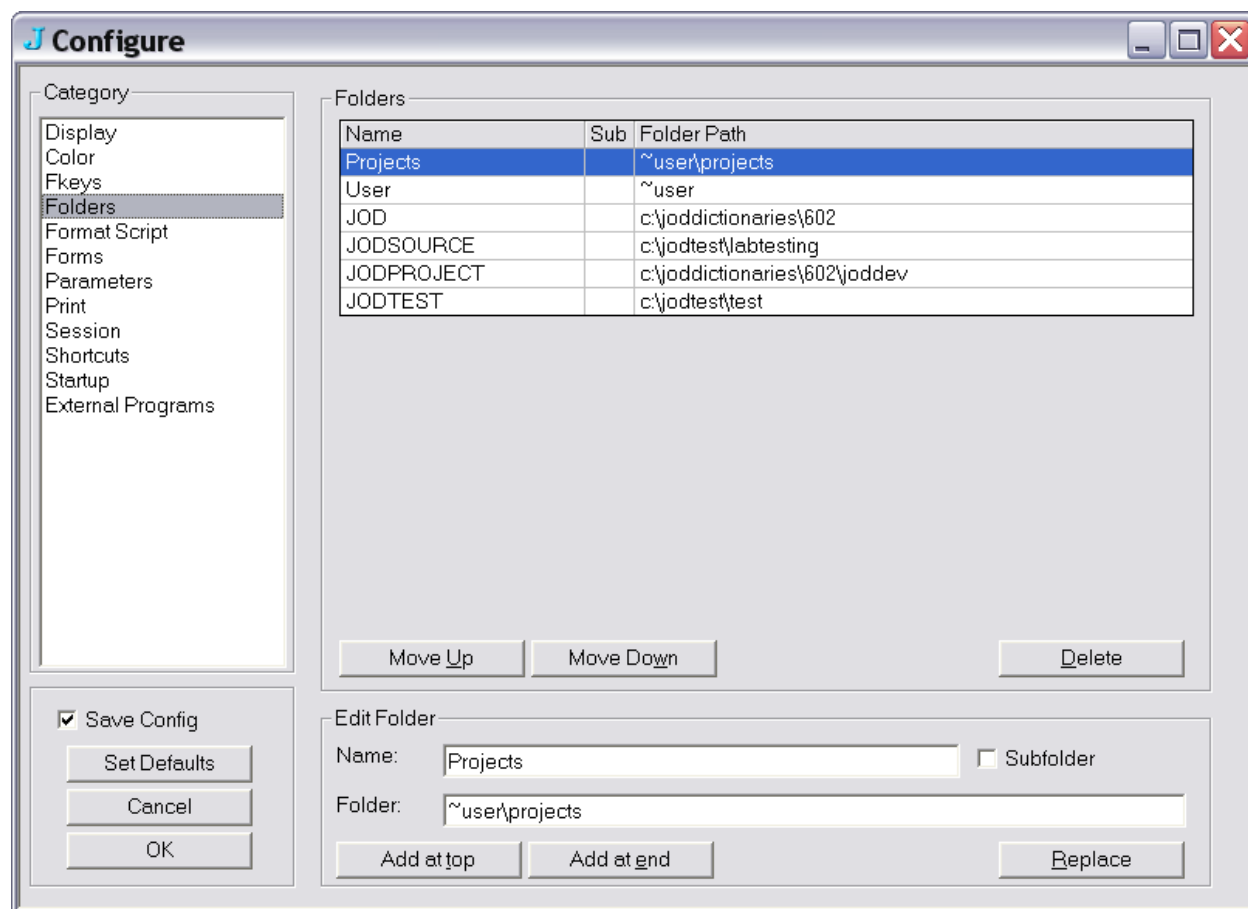 J Configure
Category
Display
Color
Fkeys
Folders
Format Script
Forms
Parameters
Print
Session
Shortcuts
Startup
External Programs
Save Config
Set Defaults
Cancel
OK
Folders
Name Sub Folder Path
Projects ~user\projects
User ~user
JOD c:\joddictionaries\602
JODSOURCE c:\jodtest\labtesting
JODPROJECT c:\joddictionaries\602\joddev
JODTEST c:\jodtest\test
Move Up Move Down Delete
Edit Folder
Name: Projects Subfolder
Folder: ~user\projects
Add at top Add at end Replace